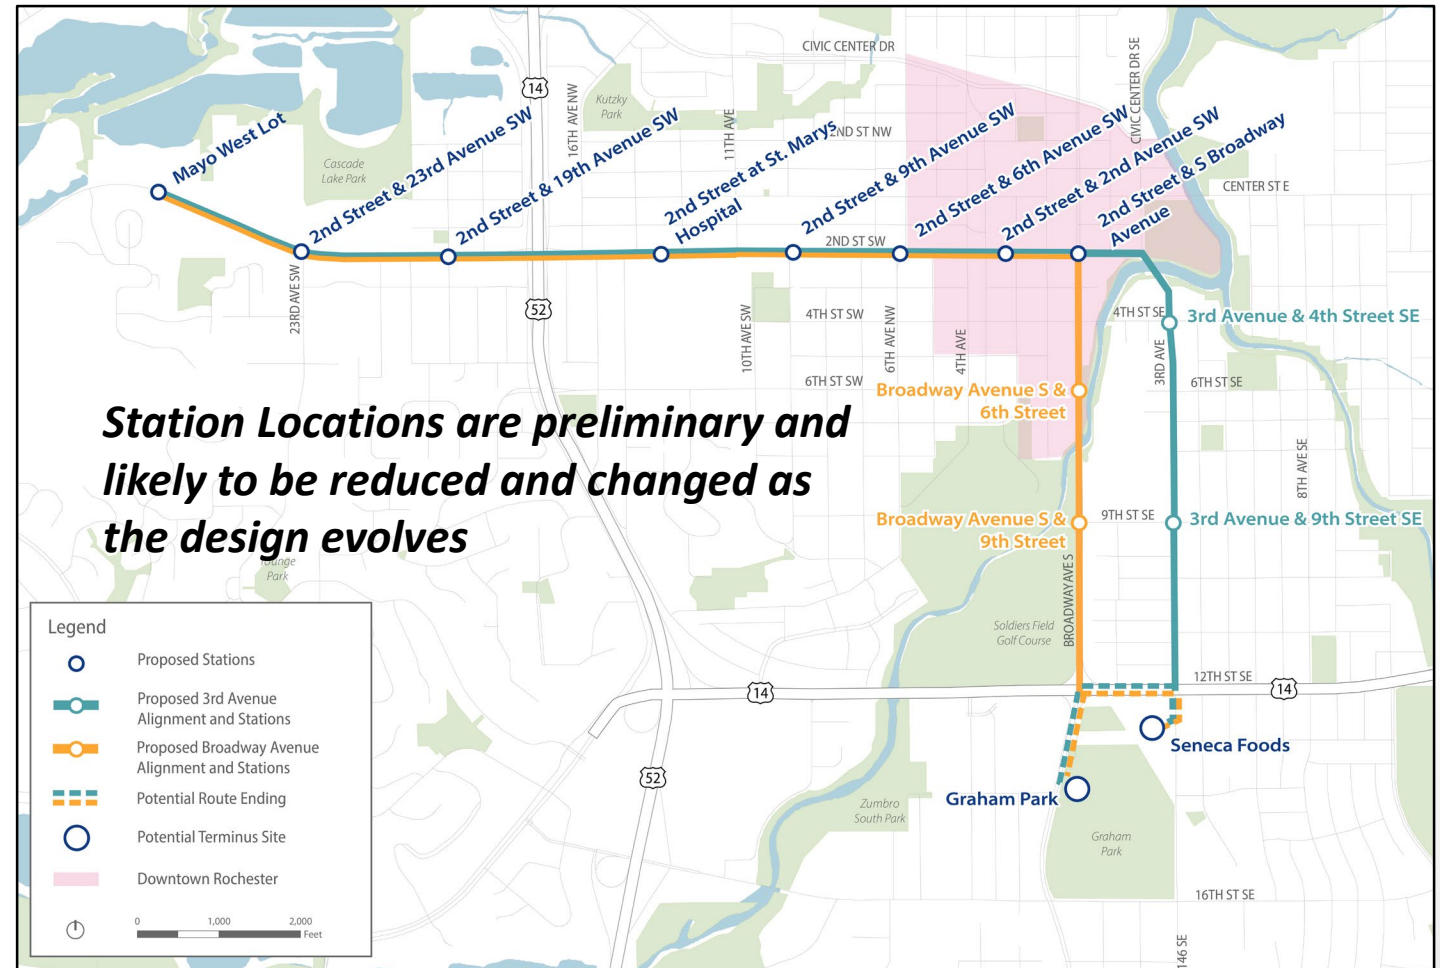 CIVIC CENTER DR
CIVIC CENTER DR SE
14
16TH AVE NW
Kutzky
Park
11TH AVE
2ND ST NW
Cascade
Lake Park
CENTER ST E
Mayo West Lot
2nd Street & 23rd Avenue SW
2nd Street & 19th Avenue SW
2nd Street at St. Marys
Hospital
2nd Street & 9th Avenue SW
2nd Street & 6th Avenue SW
2nd Street & 2nd Avenue SW
2nd Street & S Broadway
Avenue
2ND ST SW
23RD AVE SW
52
10TH AVE SW
4TH ST SW
6TH AVE NW
4TH AVE
4TH ST SE
3rd Avenue & 4th Street SE
3RD AVE
6TH ST SW
6TH ST SE
Broadway Avenue S &
6th Street
Station Locations are preliminary and
likely to be reduced and changed as
the design evolves
8TH AVE SE
Broadway Avenue S &
9th Street
9TH ST SE
3rd Avenue & 9th Street SE
Park
BROADWAY AVE S
Soldiers Field
Golf Course
12TH ST SE
14
14
Seneca Foods
52
Graham Park
Zumbro
South Park
Graham
Park
16TH ST SE
146 SE
Legend
Proposed Stations
Proposed 3rd Avenue
Alignment and Stations
Proposed Broadway Avenue
Alignment and Stations
Potential Route Ending
Potential Terminus Site
Downtown Rochester
0 1,000 2,000
Feet